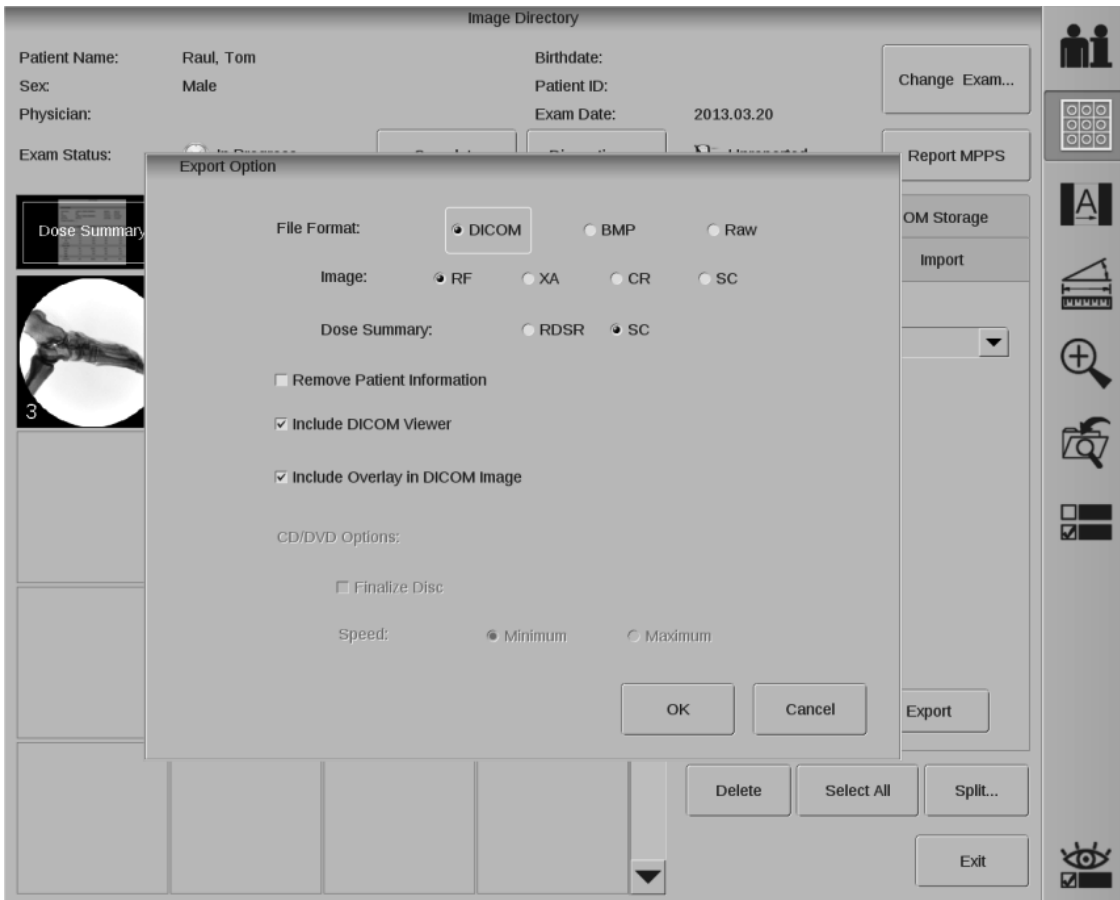 Image Directory
Patient Name: Raul, Tom Birthdate:
Sex: Male Patient ID:
Physician: Exam Date: 2013.03.20
Change Exam...
Exam Status: In Progress Unreported
Report MPPS
Export Option
Dose Summary
OM Storage
Import
File Format: DICOM BMP Raw
Image: RF XA CR SC
Dose Summary: RDSR SC
Remove Patient Information
3
Include DICOM Viewer
Include Overlay in DICOM Image
CD/DVD Options:
Finalize Disc
Speed: Minimum Maximum
OK Cancel Export
Delete Select All Split...
Exit
A